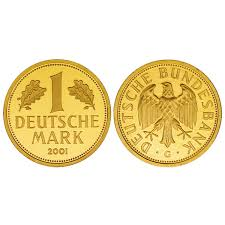 1
DEUTSCHE
MARK
2001
DEUTSCHE BUNDESBANK
· G ·